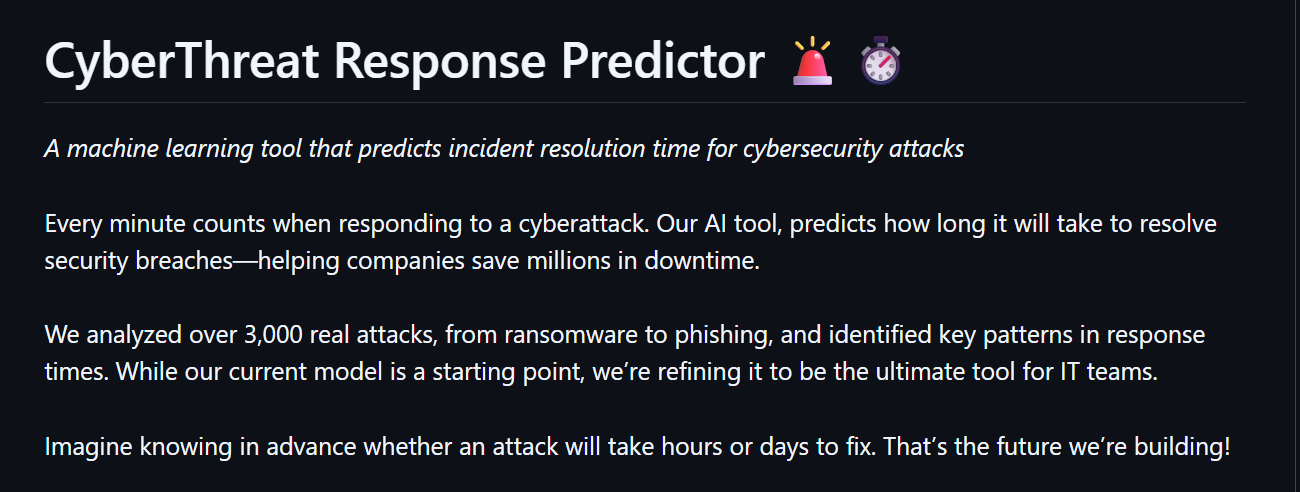 CyberThreat Response Predictor 🚨 ⏱️
A machine learning tool that predicts incident resolution time for cybersecurity attacks
Every minute counts when responding to a cyberattack. Our AI tool, predicts how long it will take to resolve
security breaches—helping companies save millions in downtime.
We analyzed over 3,000 real attacks, from ransomware to phishing, and identified key patterns in response
times. While our current model is a starting point, we’re refining it to be the ultimate tool for IT teams.
Imagine knowing in advance whether an attack will take hours or days to fix. That’s the future we’re building!